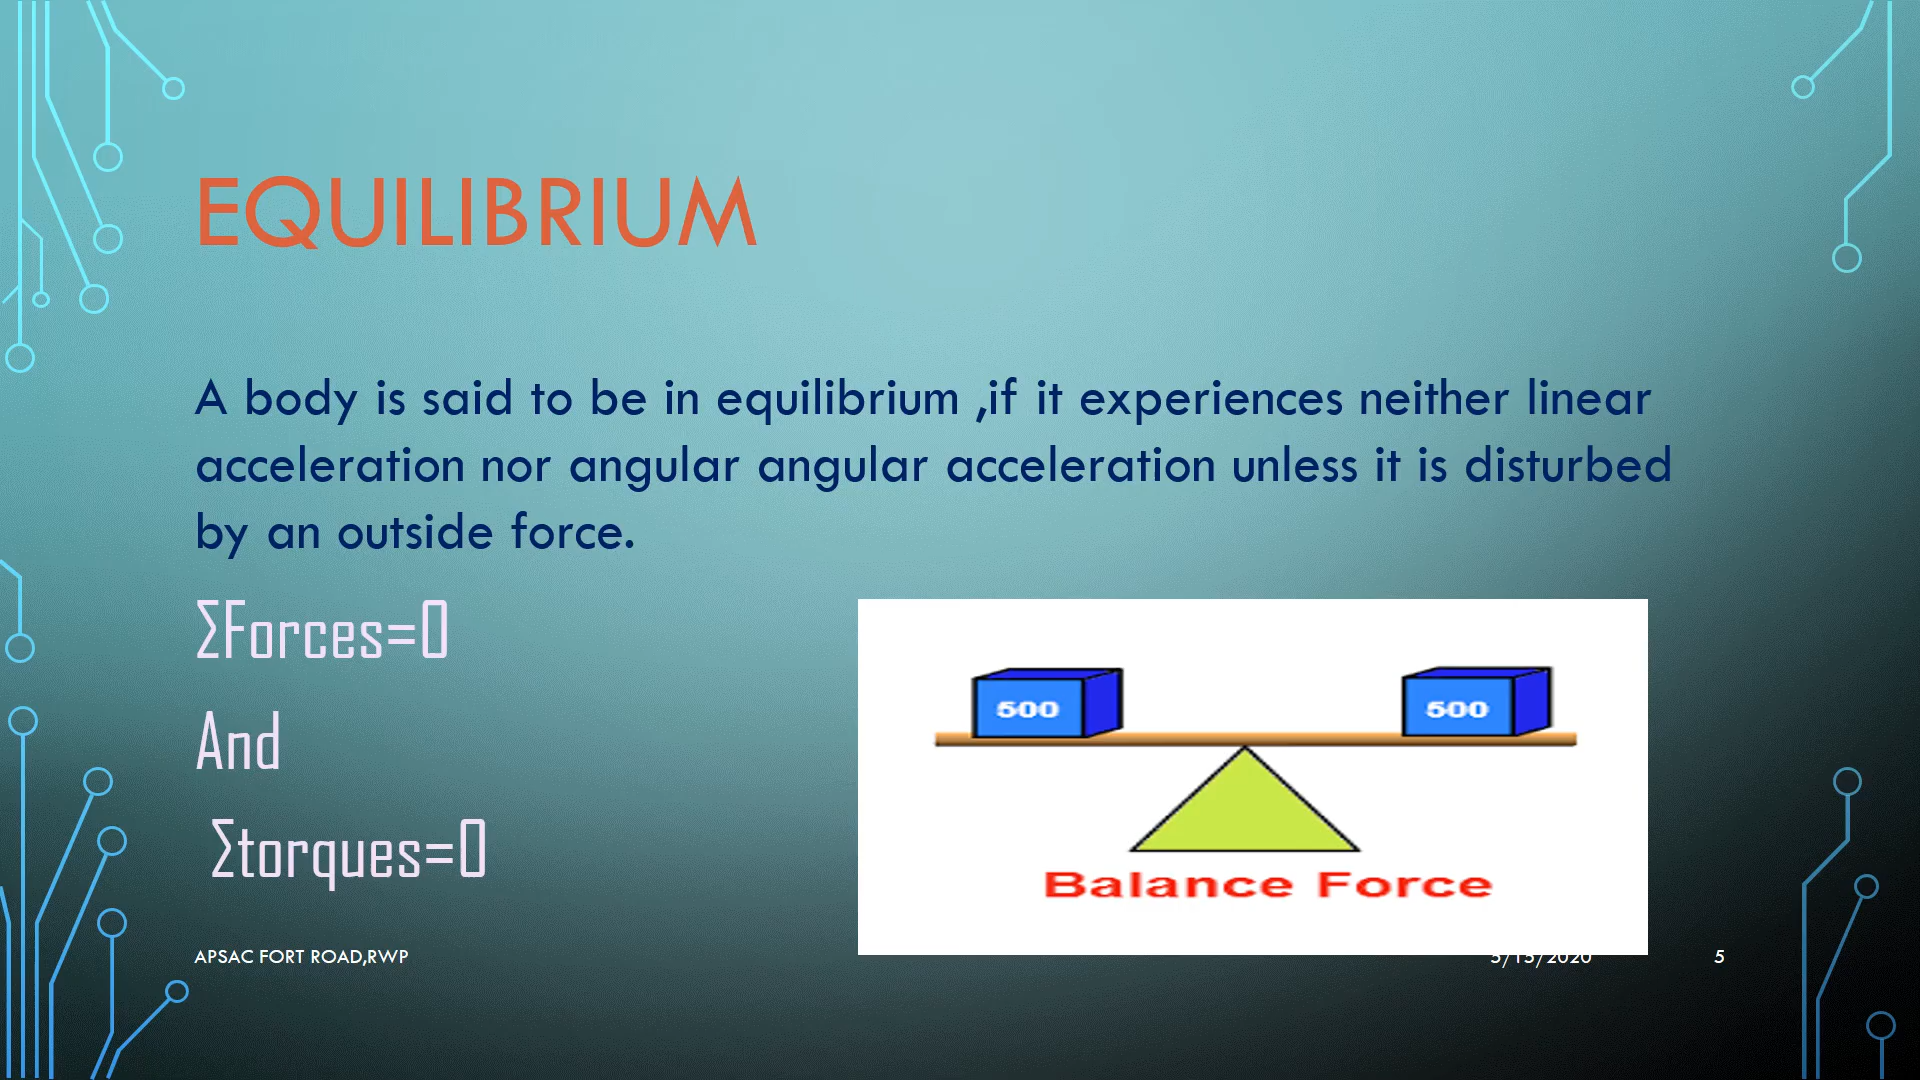 EQUILIBRIUM
A body is said to be in equilibrium ,if it experiences neither linear
acceleration nor angular angular acceleration unless it is disturbed
by an outside force.
ΣForces=0
And
Σtorques=0
500
500
Balance Force
APSAC FORT ROAD,RWP
5/15/2020
5